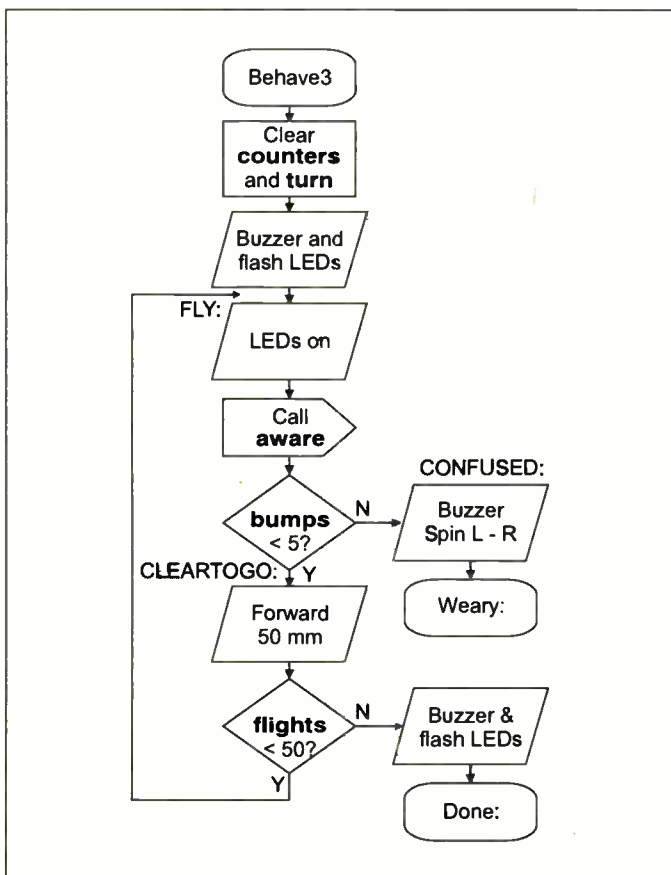 Behave3
Clear
counters
and turn
Buzzer and
flash LEDs
FLY:
LEDs on
Call
aware
bumps
< 5?
N
Y
CONFUSED:
Buzzer
Spin L - R
Weary:
CLEARTOGO:
Forward
50 mm
flights
< 50?
N
Y
Buzzer &
flash LEDs
Done: